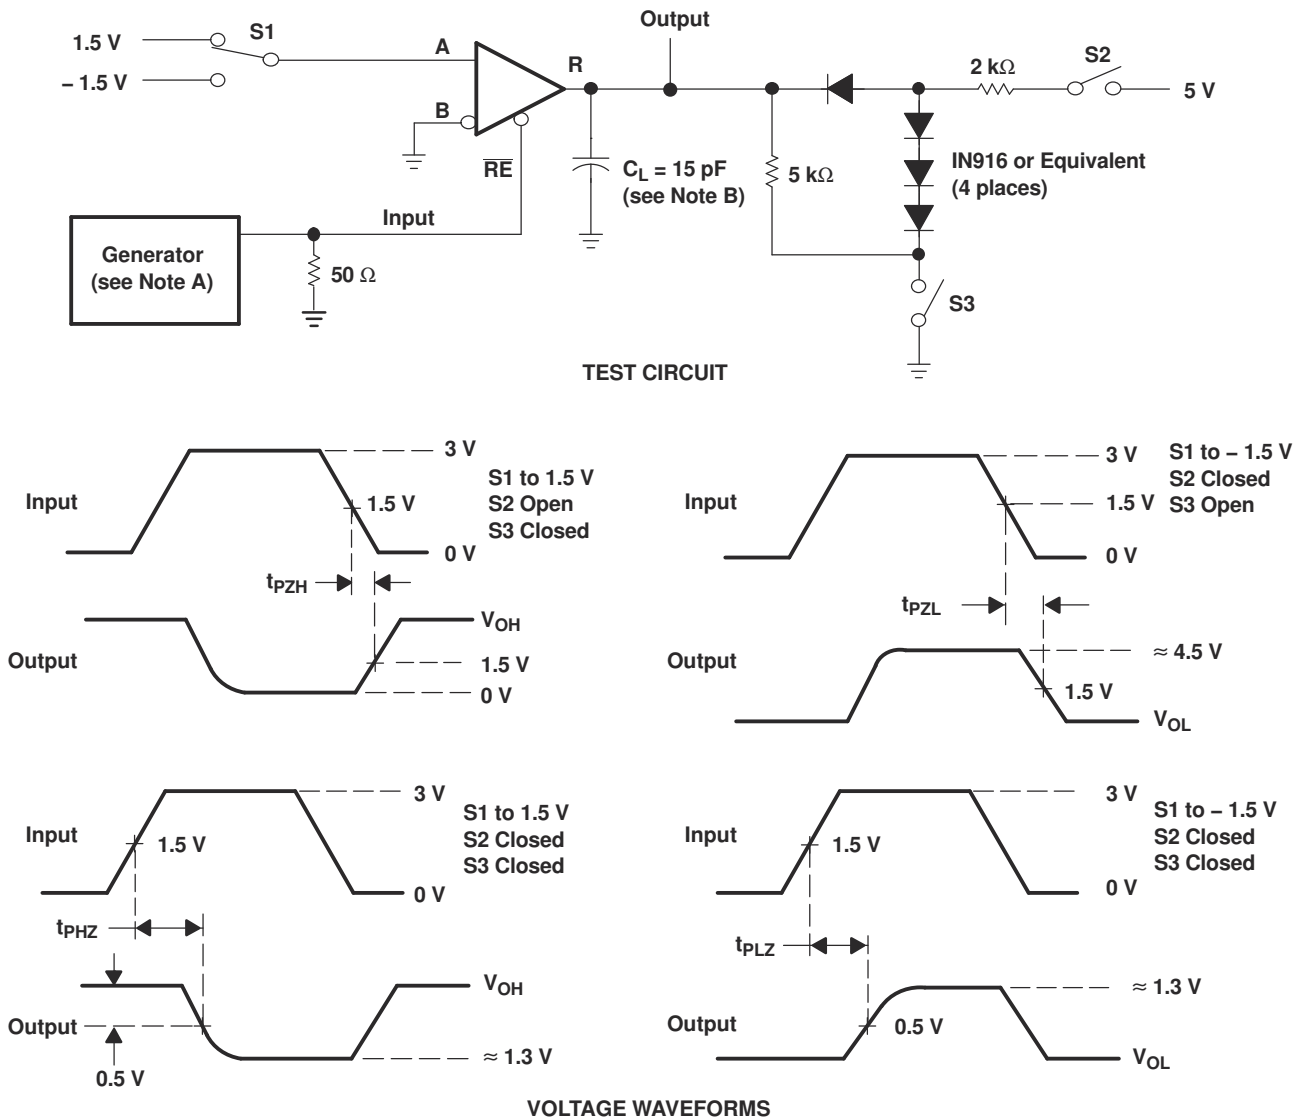 Output
1.5 V
S1
– 1.5 V
A
R
B
RE
2 kΩ
S2
5 V
C_L = 15 pF
(see Note B)
5 kΩ
IN916 or Equivalent
(4 places)
Input
Generator
(see Note A)
50 Ω
S3
TEST CIRCUIT
3 V
Input
1.5 V
S1 to 1.5 V
S2 Open
S3 Closed
0 V
t_PZH
V_OH
Output
1.5 V
0 V
3 V
S1 to – 1.5 V
S2 Closed
S3 Open
Input
1.5 V
0 V
t_PZL
Output
≈ 4.5 V
1.5 V
V_OL
3 V
Input
1.5 V
S1 to 1.5 V
S2 Closed
S3 Closed
0 V
t_PHZ
V_OH
Output
0.5 V
≈ 1.3 V
3 V
Input
1.5 V
S1 to – 1.5 V
S2 Closed
S3 Closed
0 V
t_PLZ
≈ 1.3 V
Output
0.5 V
V_OL
VOLTAGE WAVEFORMS